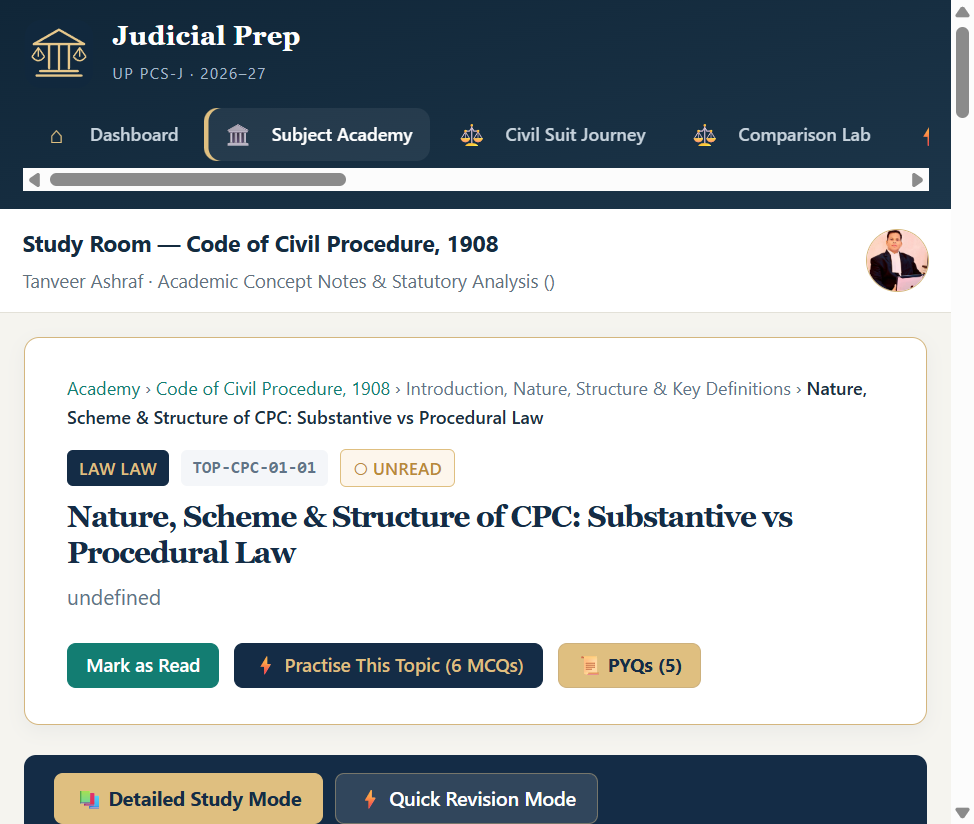 Judicial Prep
UP PCS-J · 2026–27
Dashboard Subject Academy Civil Suit Journey Comparison Lab
Study Room — Code of Civil Procedure, 1908
Tanveer Ashraf · Academic Concept Notes & Statutory Analysis ()
Academy › Code of Civil Procedure, 1908 › Introduction, Nature, Structure & Key Definitions › Nature,
Scheme & Structure of CPC: Substantive vs Procedural Law
LAW LAW TOP-CPC-01-01 ○ UNREAD
Nature, Scheme & Structure of CPC: Substantive vs
Procedural Law
undefined
Mark as Read Practise This Topic (6 MCQs) PYQs (5)
Detailed Study Mode Quick Revision Mode